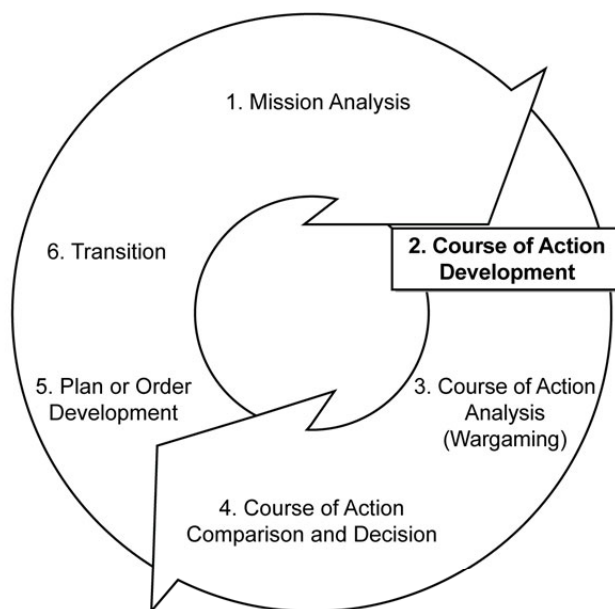 1. Mission Analysis
2. Course of Action
Development
3. Course of Action
Analysis
(Wargaming)
4. Course of Action
Comparison and Decision
5. Plan or Order
Development
6. Transition